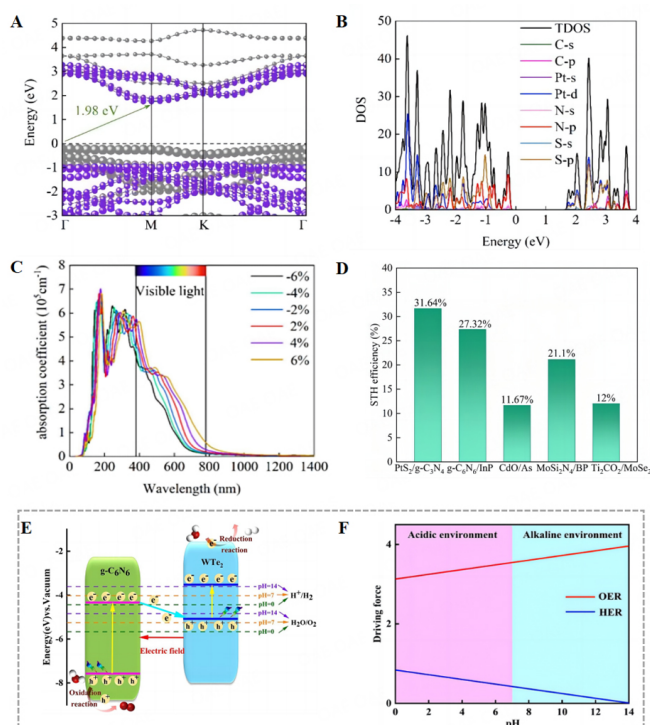 A
Energy (eV)
5
4
3
2
1
0
-1
-2
-3
1.98 eV
Γ
M
K
Γ
B
DOS
50
40
30
20
10
0
TDOS
C-s
C-p
Pt-s
Pt-d
N-s
N-p
S-s
S-p
-4 -3 -2 -1 0 1 2 3 4
Energy (eV)
C
absorption coefficient (10⁵cm⁻¹)
8
7
6
5
4
3
2
1
0
Visible light
-6%
-4%
-2%
2%
4%
6%
0 200 400 600 800 1000 1200 1400
Wavelength (nm)
D
STH efficiency (%)
50
45
40
35
30
25
20
15
10
5
0
31.64%
27.32%
11.67%
21.1%
12%
PtS₂/g-C₃N₄ g-C₆N₆/InP CdO/As MoSi₂N₄/BP Ti₂CO₂/MoSe₂
E
Energy(eV)vs.Vacuum
-2
-4
-6
-8
g-C₆N₆
WTe₂
Reduction
reaction
e⁻
e⁻ e⁻ e⁻ e⁻
e⁻ e⁻ e⁻ e⁻
pH=14
pH=7
pH=0
H⁺/H2
pH=14
pH=7
pH=0
H2O/O2
e⁻
e⁻
h⁺ h⁺ h⁺ h⁺
Electric field
h⁺ h⁺ h⁺ h⁺
Oxidation
reaction
h⁺
F
Driving force
4
2
0
Acidic environment
Alkaline environment
OER
HER
0 2 4 6 8 10 12 14
pH